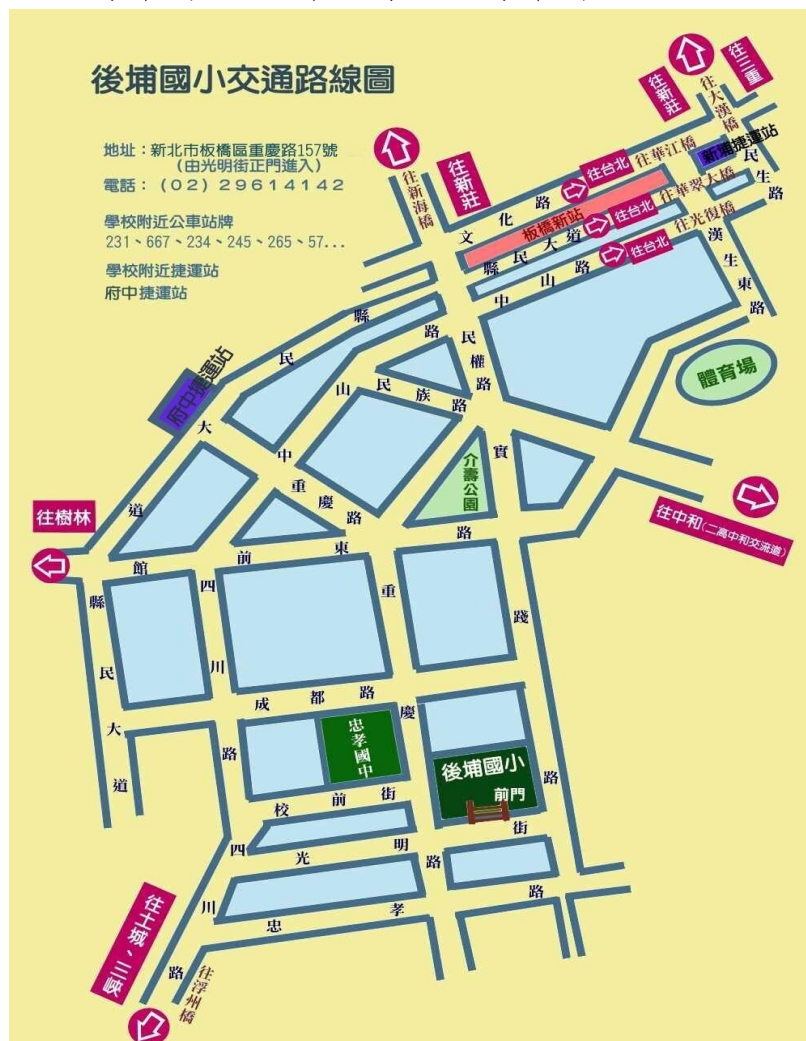 後埔國小交通路線圖
地址：新北市板橋區重慶路157號
(由光明街正門進入)
電話：（02）29614142
學校附近公車站牌
231、667、234、245、265、57...
學校附近捷運站
府中捷運站
往新海橋
往新莊
往新莊
往大漢橋
往三重
新埔捷運站
文化路
往台北
往華江橋
板橋新站
縣民大道
往台北
往華翠大橋
中山路
往台北
往光復橋
民生路
漢生東路
體育場
縣民大道
府中捷運站
中山路
民族路
民權路
重慶路
介壽公園
實踐路
往樹林
往中和(二高中和交流道)
館前東路
縣民大道
四川路
重慶路
成都路
忠孝國中
後埔國小
前門
校前街
光明街
四川路
忠孝路
往土城、三峽
往浮州橋